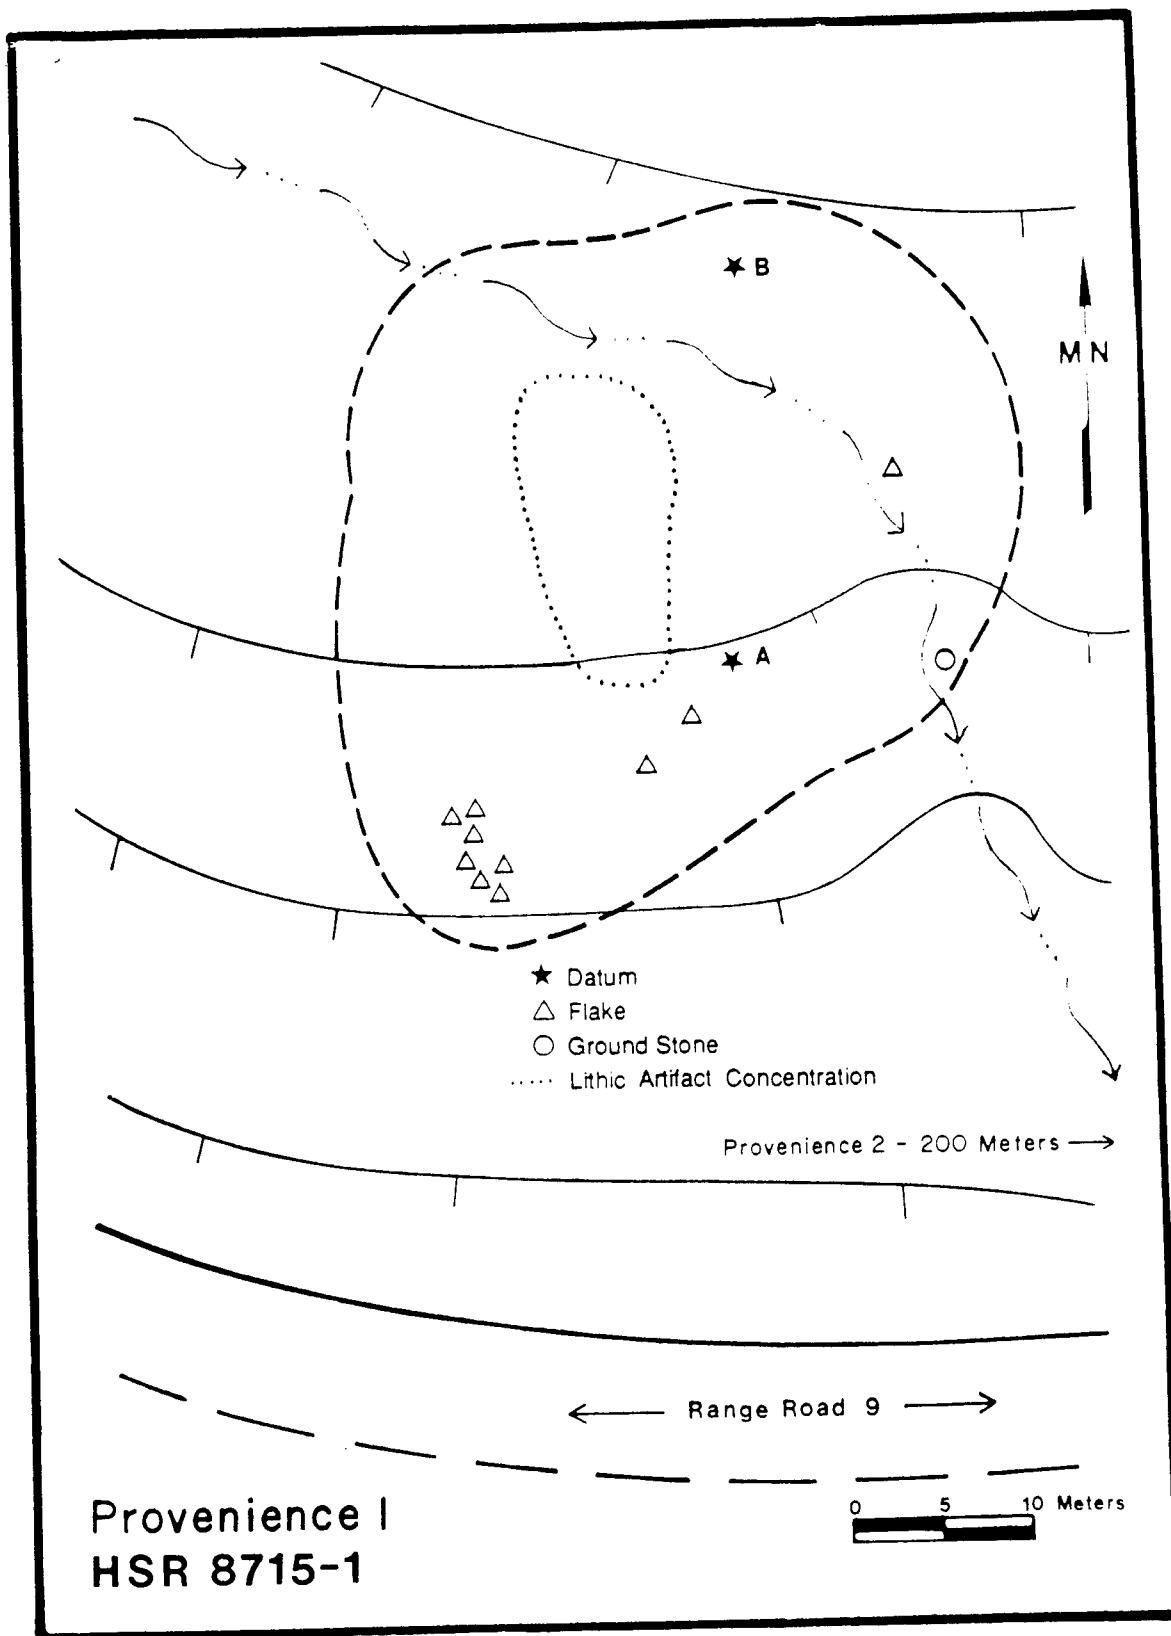 B
MN
A
Datum
Flake
Ground Stone
Lithic Artifact Concentration
Provenience 2 - 200 Meters
Range Road 9
0 5 10 Meters
Provenience I
HSR 8715-1